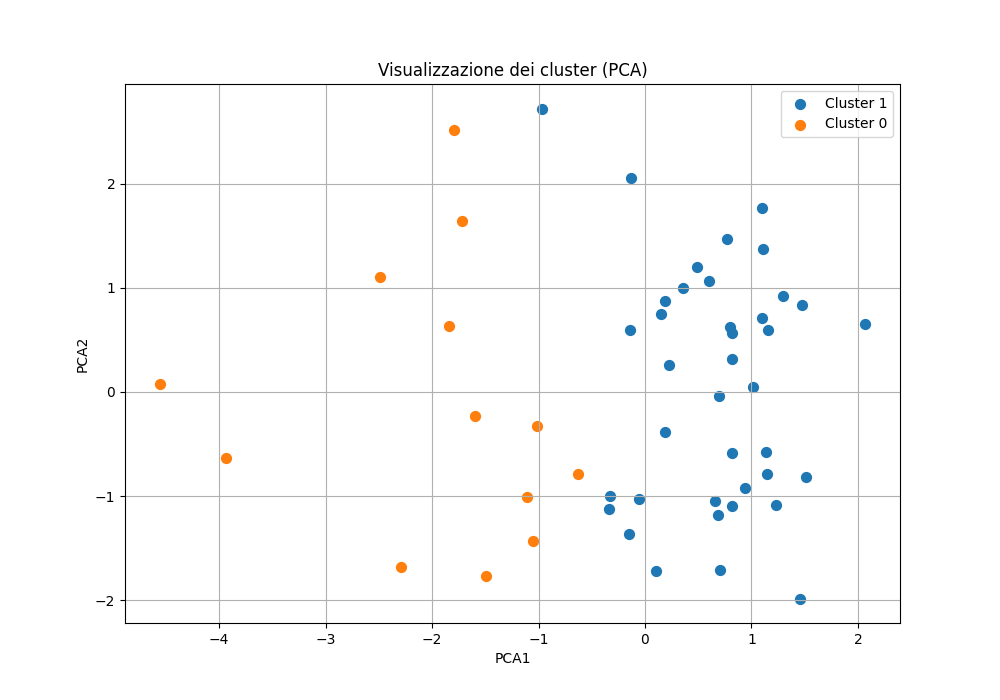 Visualizzazione dei cluster (PCA)
Cluster 1
Cluster 0
2
1
0
−1
−2
PCA2
−4
−3
−2
−1
0
1
2
PCA1